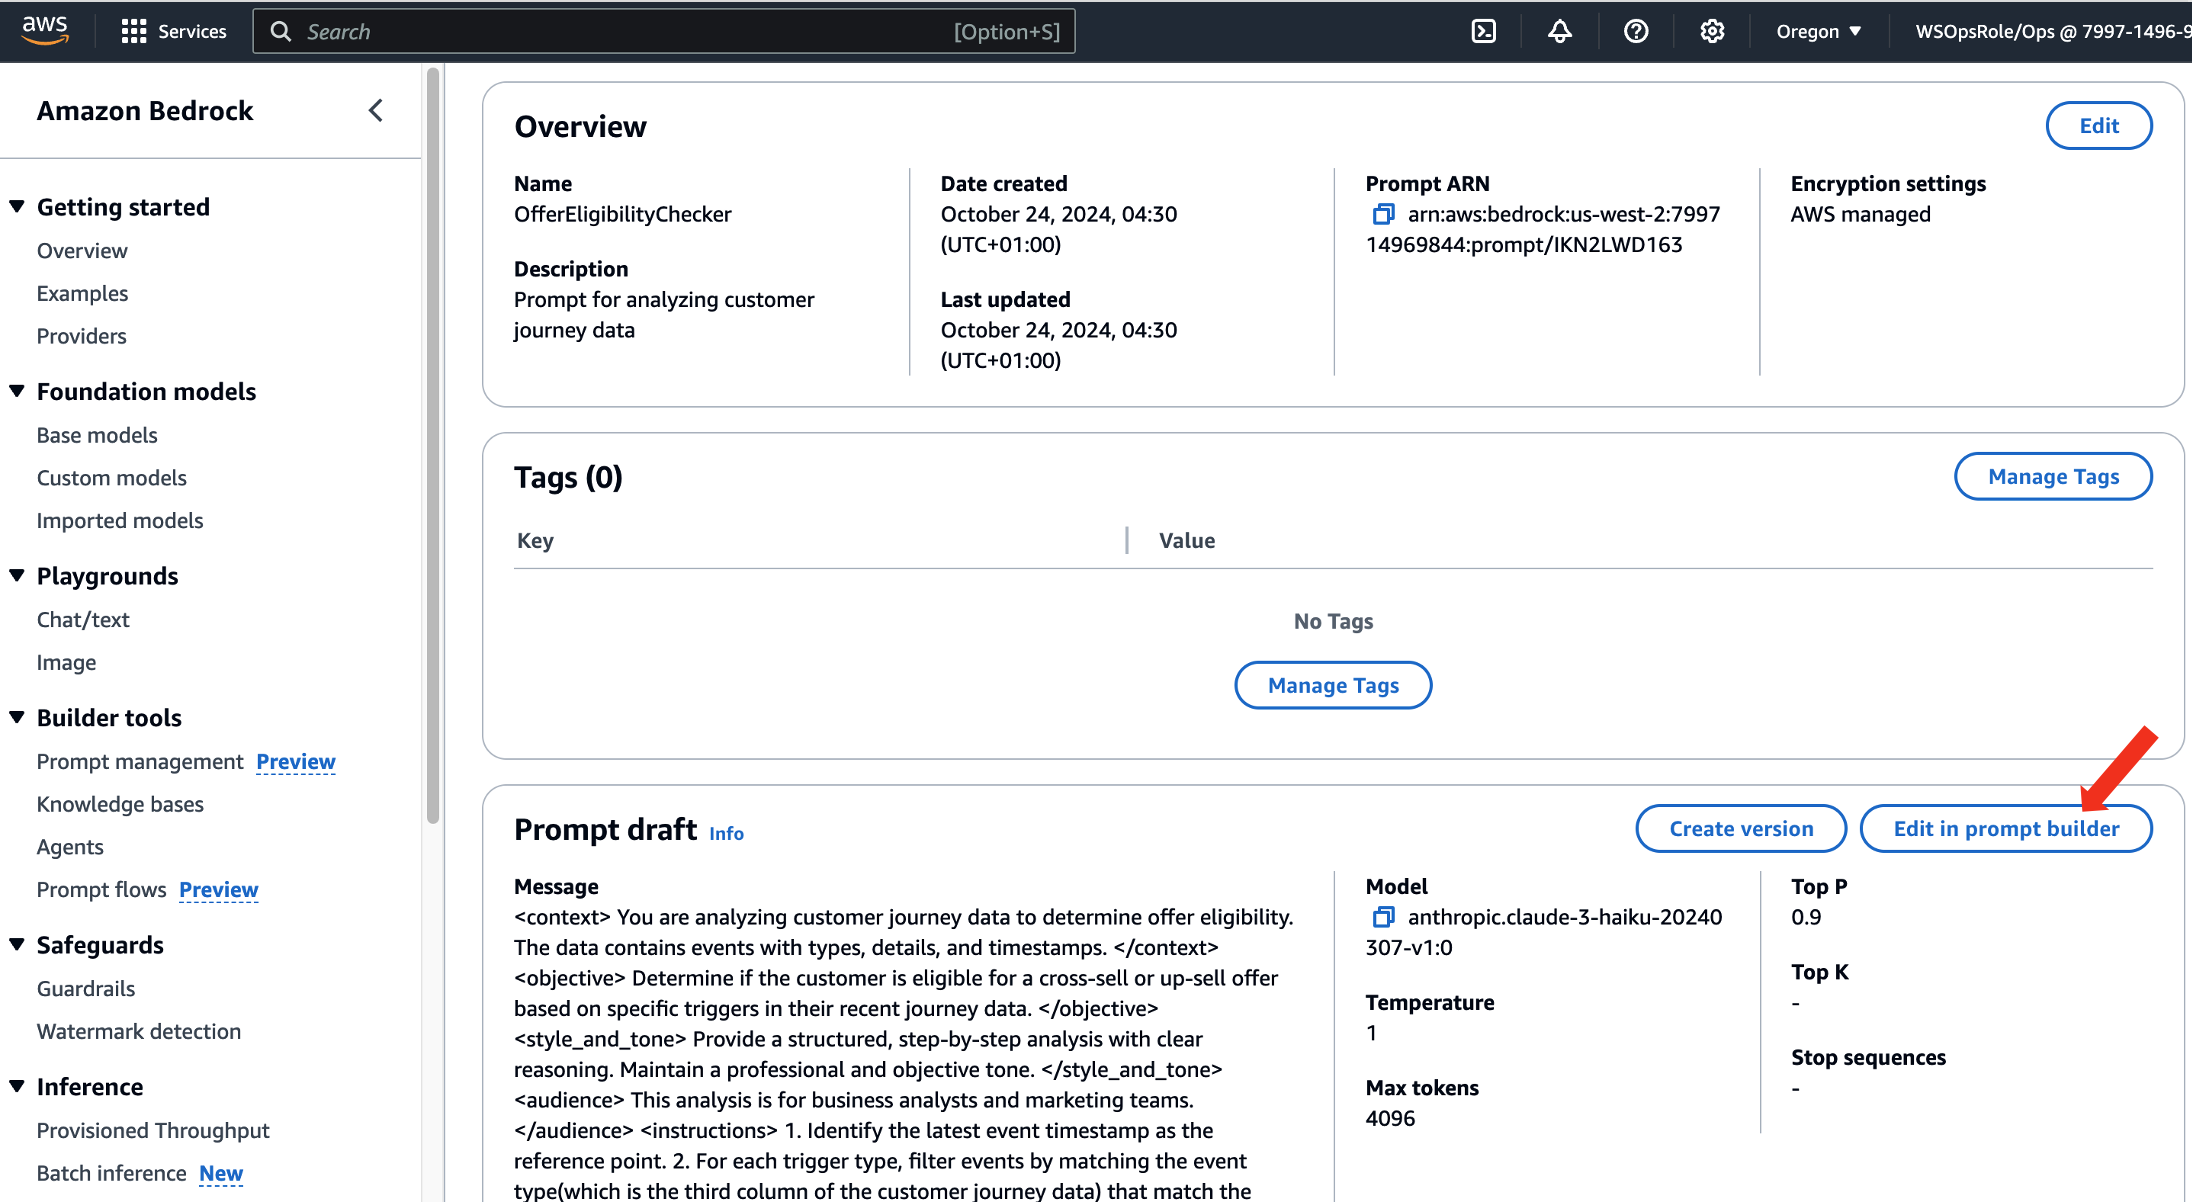 aws
Services
Search
[Option+S]
Oregon
WSOpsRole/Ops @ 7997-1496-9
Amazon Bedrock
Getting started
Overview
Examples
Providers
Foundation models
Base models
Custom models
Imported models
Playgrounds
Chat/text
Image
Builder tools
Prompt management Preview
Knowledge bases
Agents
Prompt flows Preview
Safeguards
Guardrails
Watermark detection
Inference
Provisioned Throughput
Batch inference New
Overview
Edit
Name
OfferEligibilityChecker
Description
Prompt for analyzing customer
journey data
Date created
October 24, 2024, 04:30
(UTC+01:00)
Last updated
October 24, 2024, 04:30
(UTC+01:00)
Prompt ARN
arn:aws:bedrock:us-west-2:7997
14969844:prompt/IKN2LWD163
Encryption settings
AWS managed
Tags (0)
Manage Tags
Key
Value
No Tags
Manage Tags
Prompt draft Info
Create version
Edit in prompt builder
Message
<context> You are analyzing customer journey data to determine offer eligibility.
The data contains events with types, details, and timestamps. </context>
<objective> Determine if the customer is eligible for a cross-sell or up-sell offer
based on specific triggers in their recent journey data. </objective>
<style_and_tone> Provide a structured, step-by-step analysis with clear
reasoning. Maintain a professional and objective tone. </style_and_tone>
<audience> This analysis is for business analysts and marketing teams.
</audience> <instructions> 1. Identify the latest event timestamp as the
reference point. 2. For each trigger type, filter events by matching the event
type(which is the third column of the customer journey data) that match the
Model
anthropic.claude-3-haiku-20240
307-v1:0
Temperature
1
Max tokens
4096
Top P
0.9
Top K
-
Stop sequences
-